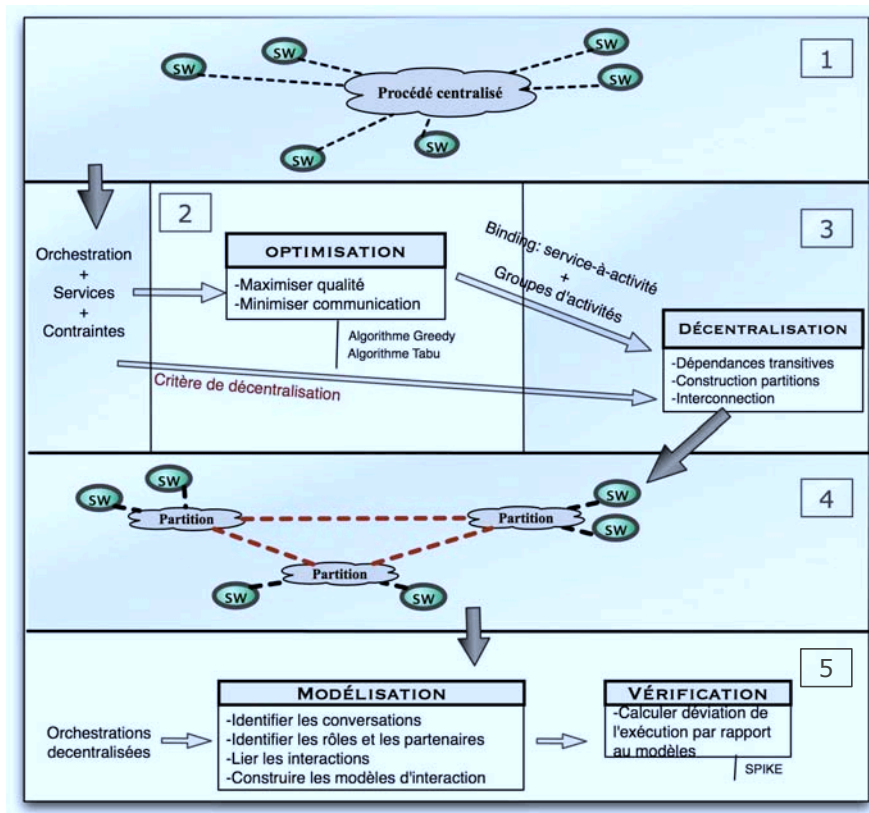 SW
SW
SW
SW
SW
SW
Procédé centralisé
1
2
3
Orchestration
+
Services
+
Contraintes
OPTIMISATION
-Maximiser qualité
-Minimiser communication
Algorithme Greedy
Algorithme Tabu
Critère de décentralisation
Binding: service-à-activité
+
Groupes d'activités
DÉCENTRALISATION
-Dépendances transitives
-Construction partitions
-Interconnection
4
SW
SW
Partition
SW
SW
Partition
Partition
SW
SW
5
Orchestrations
decentralisées
MODÉLISATION
-Identifier les conversations
-Identifier les rôles et les partenaires
-Lier les interactions
-Construire les modèles d'interaction
VÉRIFICATION
-Calculer déviation de
l'exécution par rapport
au modèles
SPIKE